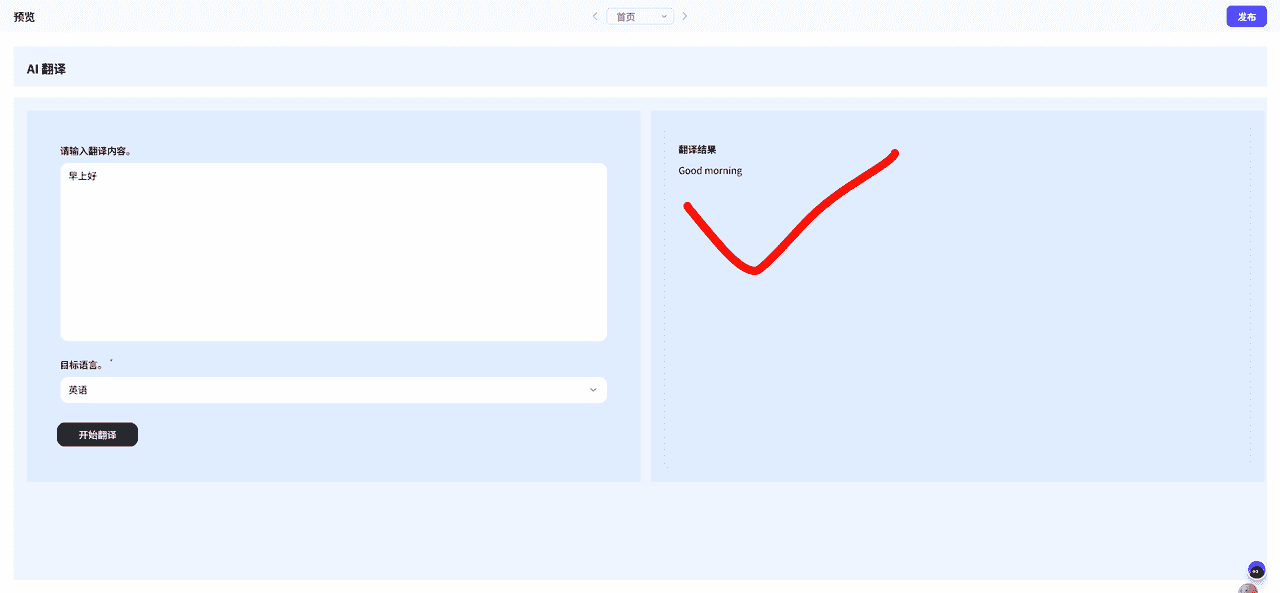 预览
首页
发布
AI 翻译
请输入翻译内容。
早上好
目标语言。 *
英语
开始翻译
翻译结果
Good morning